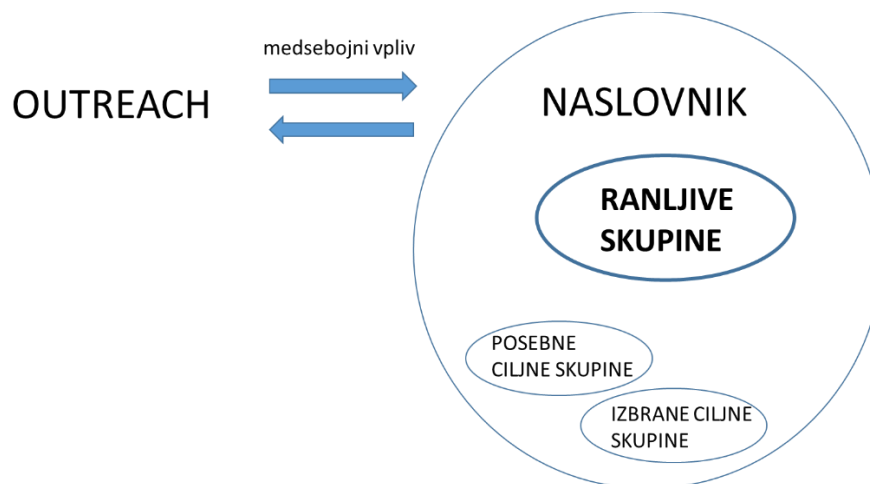 medsebojni vpliv
OUTREACH
NASLOVNIK
RANLJIVE
SKUPINE
POSEBNE
CILJNE SKUPINE
IZBRANE CILJNE
SKUPINE